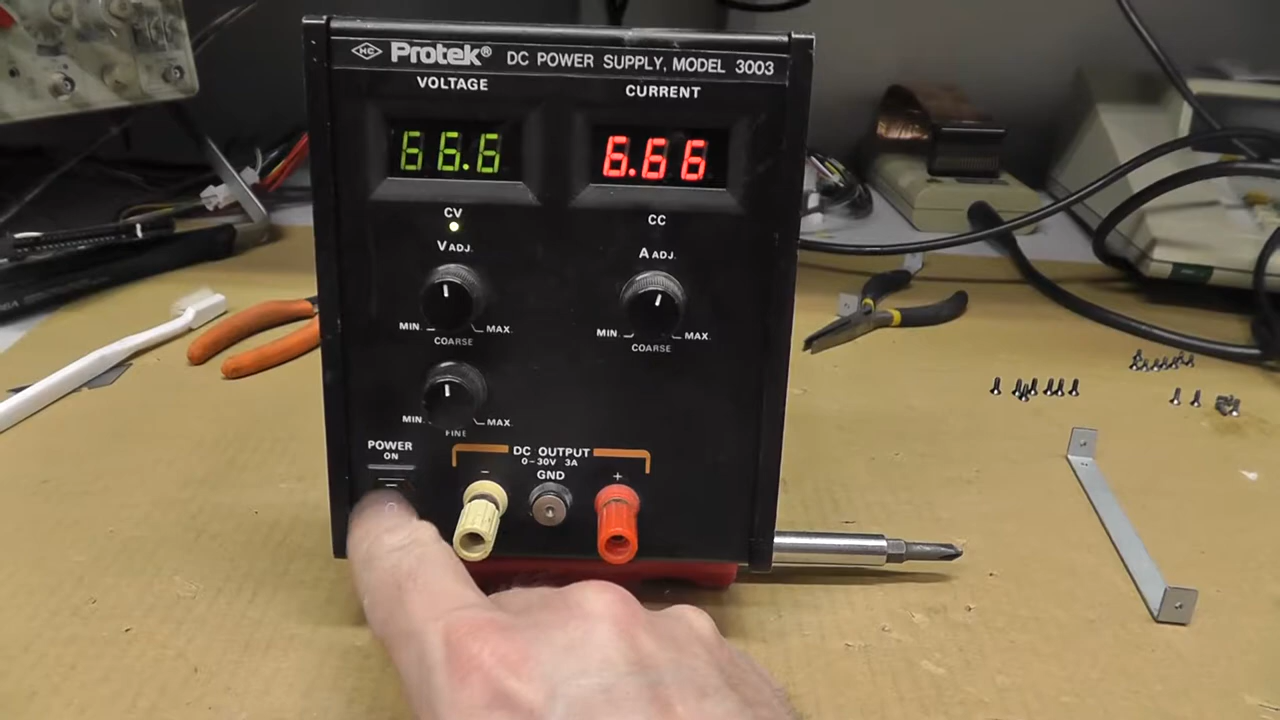 HC Protek® DC POWER SUPPLY, MODEL 3003
VOLTAGE
CURRENT
66.6
6.66
CV
CC
V ADJ.
A ADJ.
MIN. MAX.
COARSE
MIN. MAX.
COARSE
MIN. MAX.
FINE
POWER
ON
DC OUTPUT
0-30V 3A
- GND +